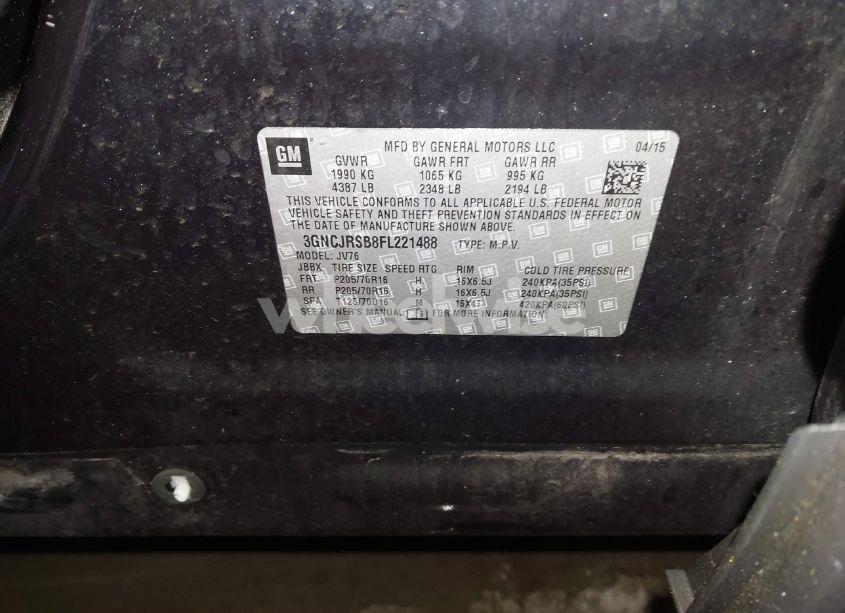 GM
MFD BY GENERAL MOTORS LLC 04/15
GVWR GAWR FRT GAWR RR
1990 KG 1065 KG 995 KG
4387 LB 2348 LB 2194 LB
THIS VEHICLE CONFORMS TO ALL APPLICABLE U.S. FEDERAL MOTOR
VEHICLE SAFETY AND THEFT PREVENTION STANDARDS IN EFFECT ON
THE DATE OF MANUFACTURE SHOWN ABOVE.
3GNCJRSB8FL221488 TYPE: M.P.V.
MODEL: JV76
JBBX TIRE SIZE SPEED RTG RIM COLD TIRE PRESSURE
FRT P205/70R16 H 16X6.5J 240KPA(35PSI)
RR P205/70R16 H 16X6.5J 240KPA(35PSI)
SPA T125/70D16 M 16X4T 420KPA(60PSI)
SEE OWNER'S MANUAL FOR MORE INFORMATION.